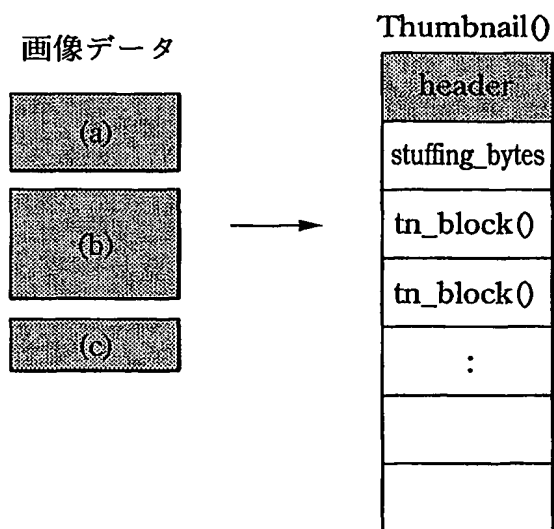 画像データ
(a)
(b)
(c)
Thumbnail()
header
stuffing_bytes
tn_block()
tn_block()
: